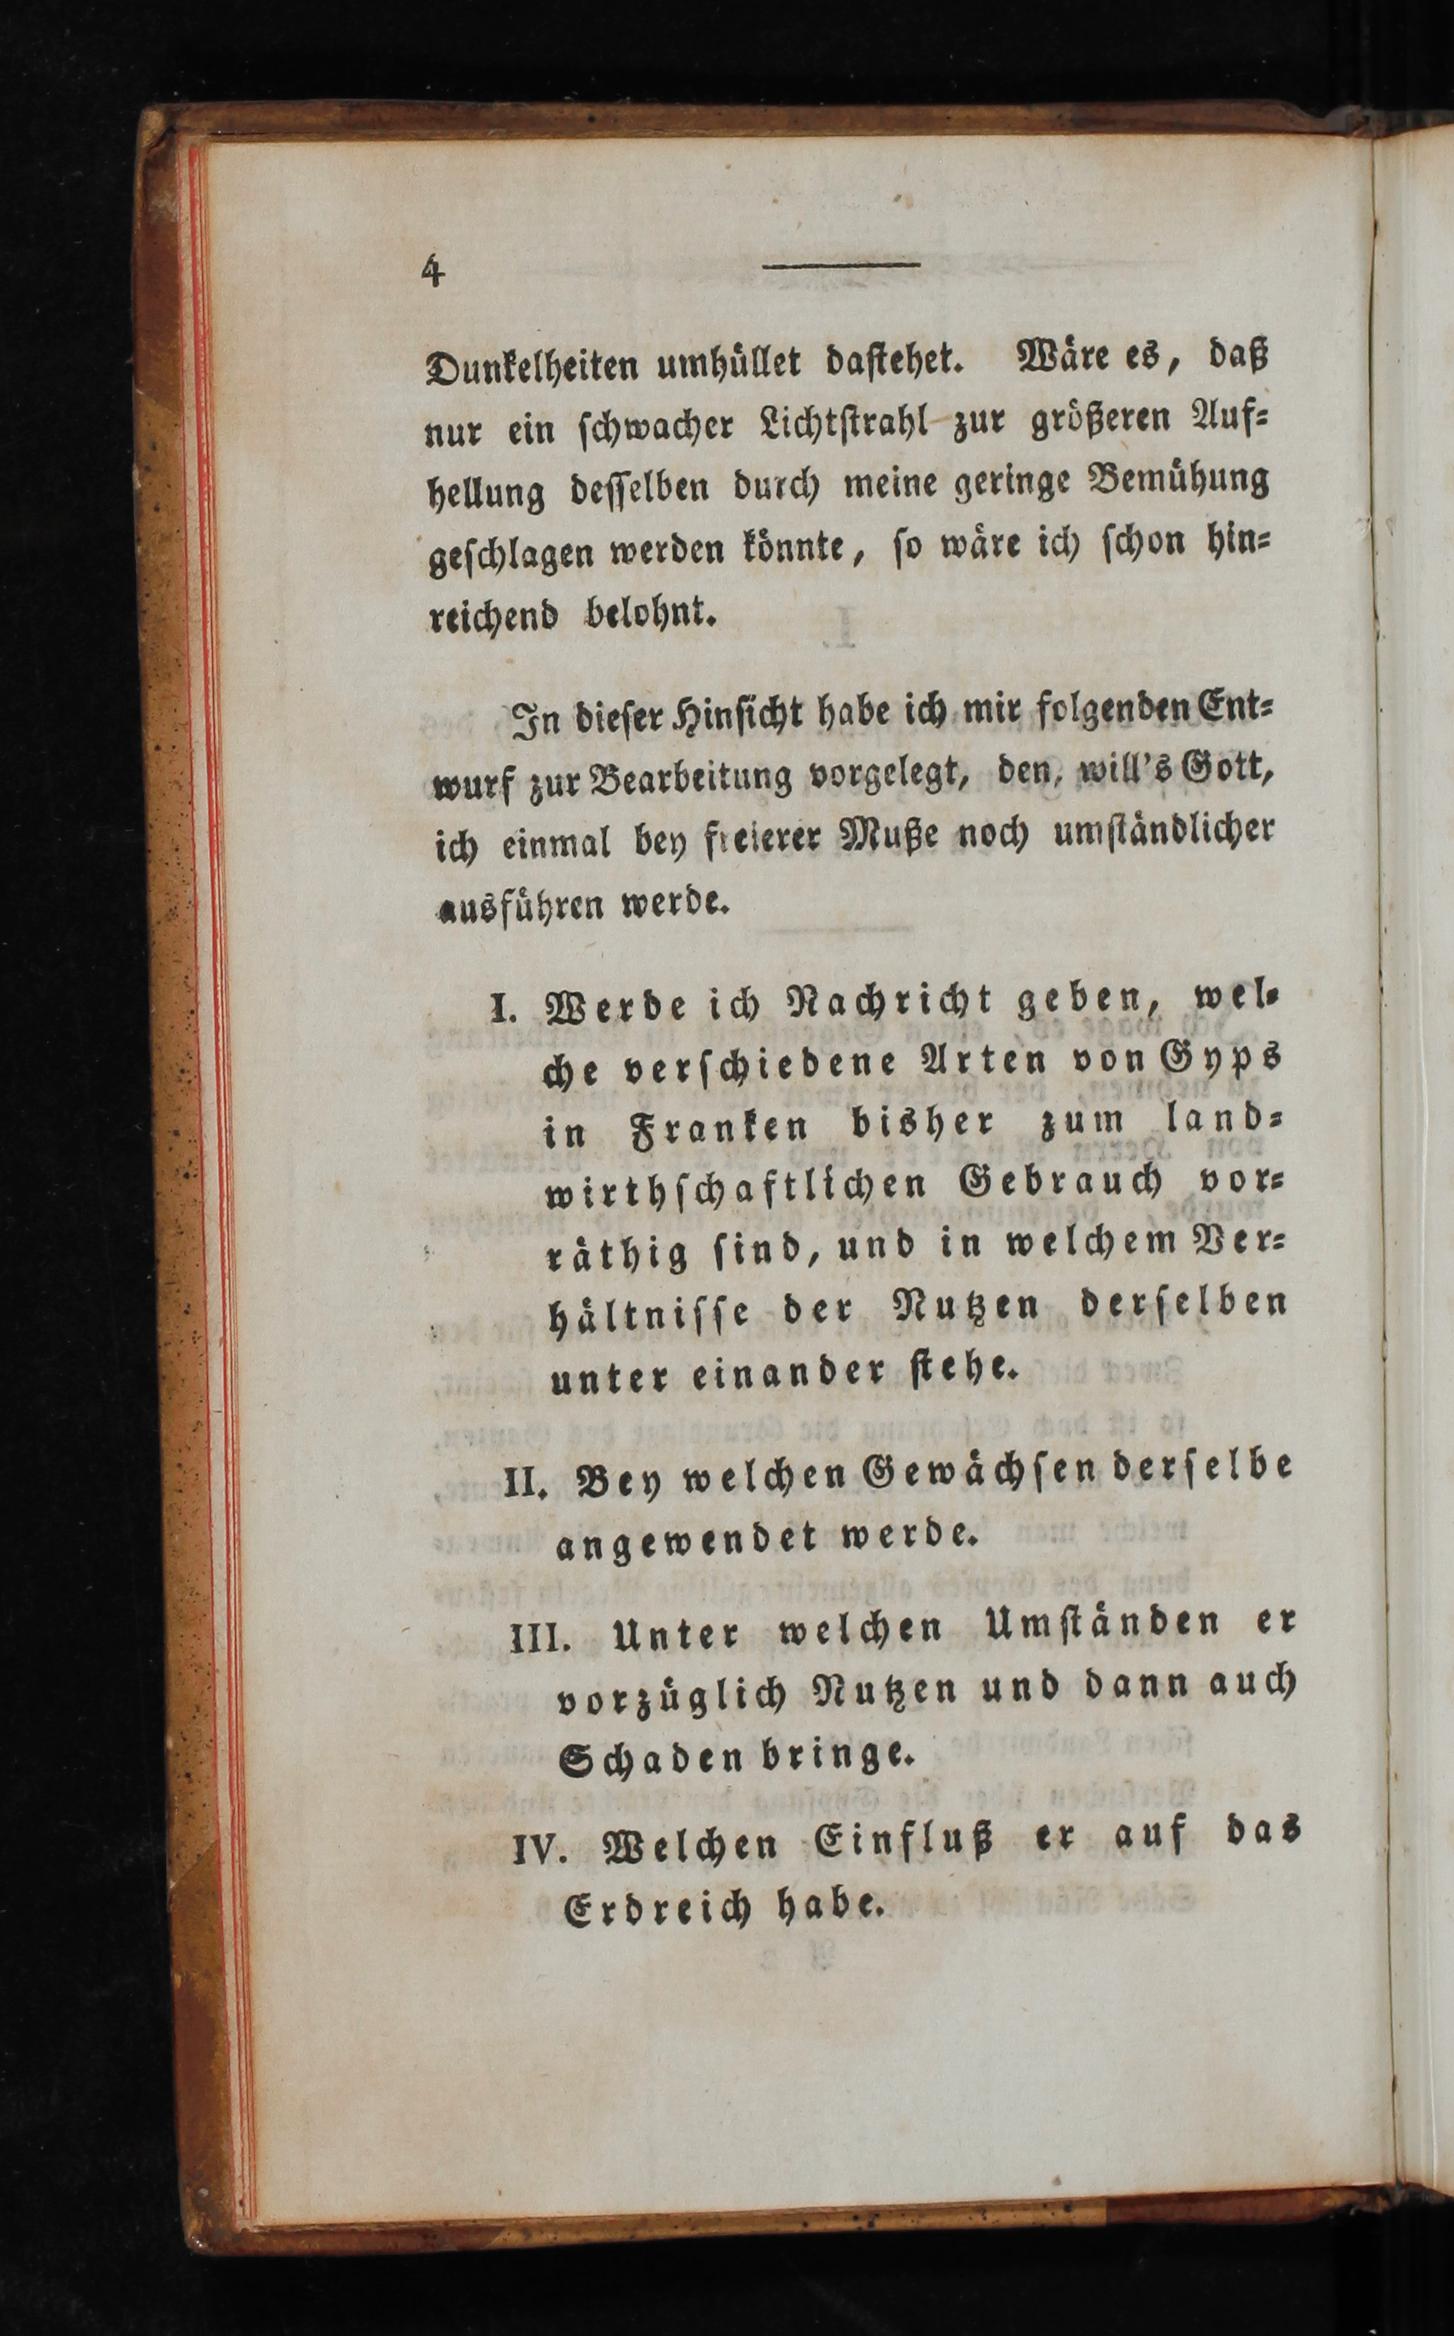 4
Dunkelheiten umhüllet dastehet. Wäre es, daß
nur ein schwacher Lichtstrahl zur größeren Auf-
hellung desselben durch meine geringe Bemühung
geschlagen werden könnte, so wäre ich schon hin-
reichend belohnt.
In dieser Hinsicht habe ich mir folgenden Ent-
wurf zur Bearbeitung vorgelegt, den, will's Gott,
ich einmal bey freierer Muße noch umständlicher
ausführen werde.
I. Werde ich Nachricht geben, wel-
che verschiedene Arten von Gyps
in Franken bisher zum land-
wirthschaftlichen Gebrauch vor-
räthig sind, und in welchem Ver-
hältnisse der Nutzen derselben
unter einander stehe.
II. Bey welchen Gewächsen derselbe
angewendet werde.
III. Unter welchen Umständen er
vorzüglich Nutzen und dann auch
Schaden bringe.
IV. Welchen Einfluß er auf das
Erdreich habe.